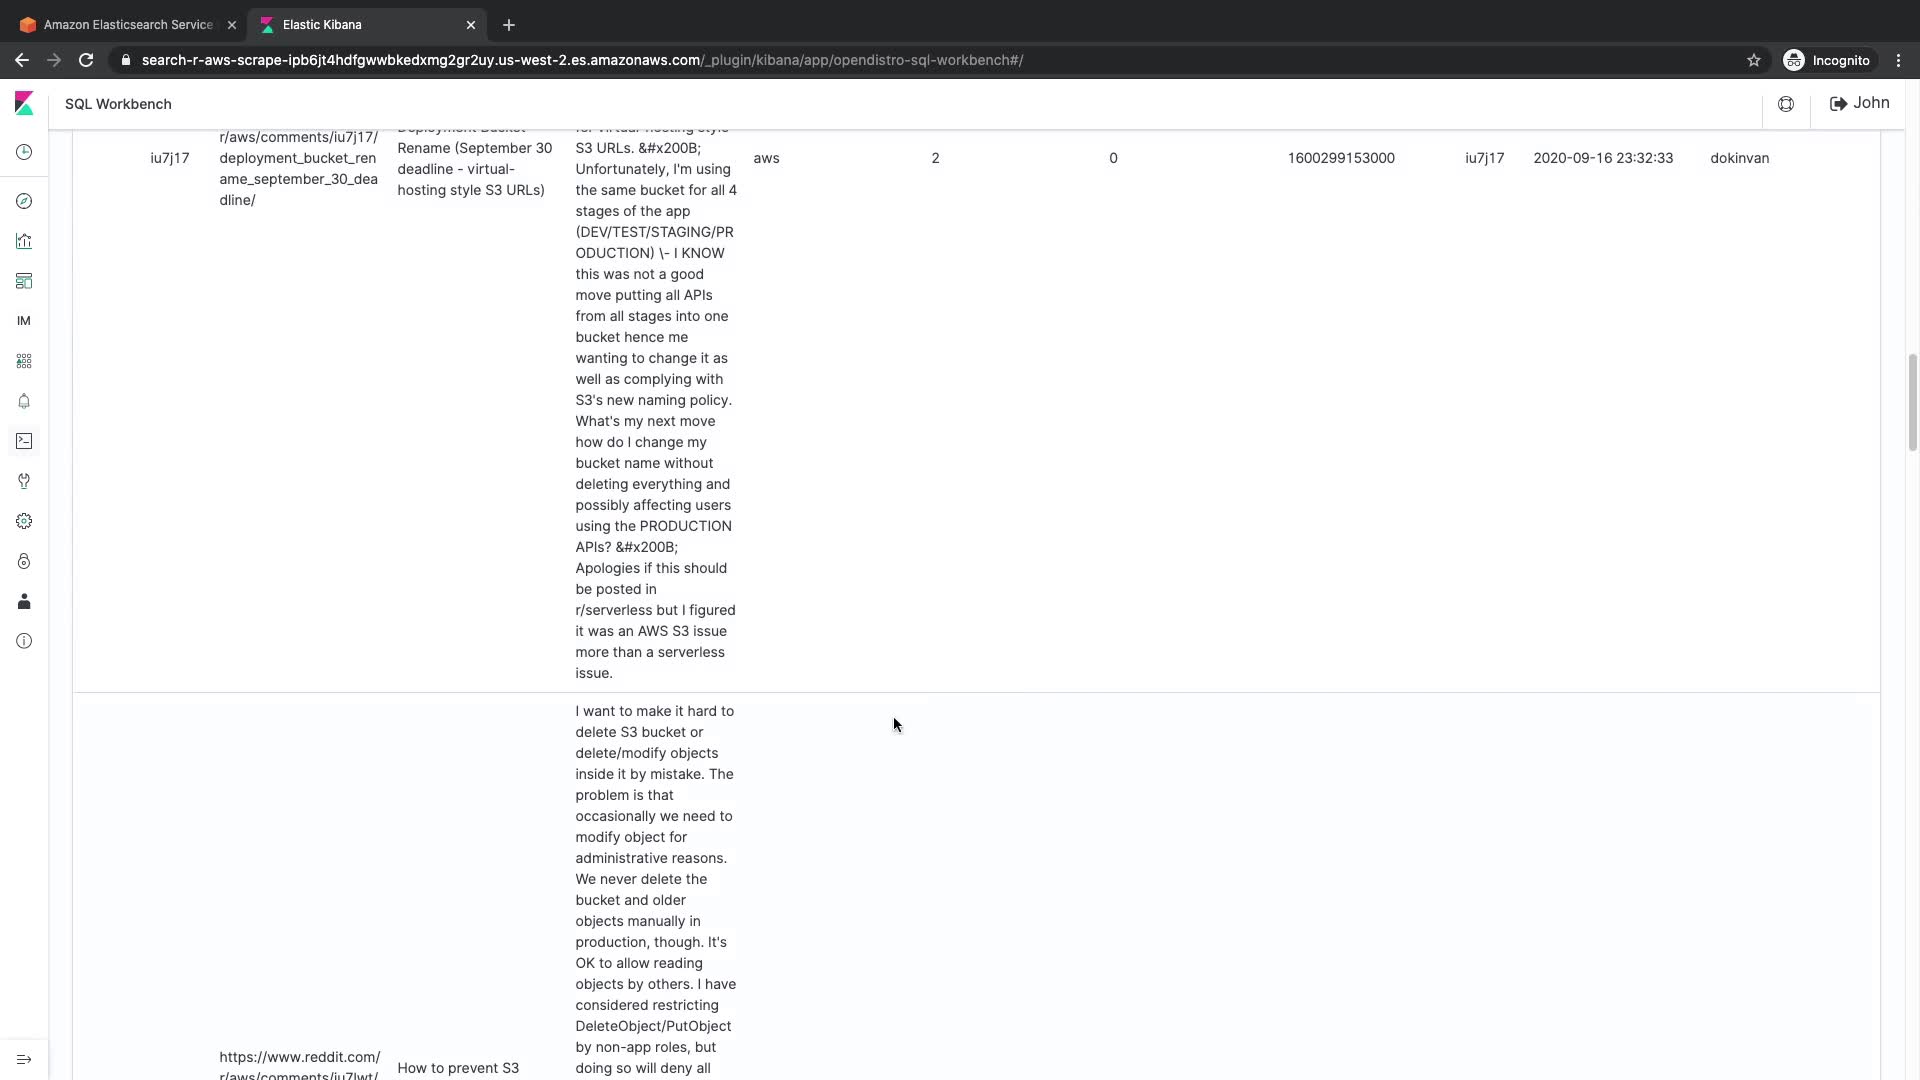 Amazon Elasticsearch Service
Elastic Kibana
search-r-aws-scrape-ipb6jt4hdfgwwbkedxmg2gr2uy.us-west-2.es.amazonaws.com/_plugin/kibana/app/opendistro-sql-workbench#/
Incognito
SQL Workbench
John
IM
iu7j17
r/aws/comments/iu7j17/
deployment_bucket_ren
ame_september_30_dea
dline/
Deployment Bucket
Rename (September 30
deadline - virtual-
hosting style S3 URLs)
for virtual-hosting style
S3 URLs. &#x200B;
Unfortunately, I'm using
the same bucket for all 4
stages of the app
(DEV/TEST/STAGING/PR
ODUCTION) \- I KNOW
this was not a good
move putting all APIs
from all stages into one
bucket hence me
wanting to change it as
well as complying with
S3's new naming policy.
What's my next move
how do I change my
bucket name without
deleting everything and
possibly affecting users
using the PRODUCTION
APIs? &#x200B;
Apologies if this should
be posted in
r/serverless but I figured
it was an AWS S3 issue
more than a serverless
issue.
aws
2
0
1600299153000
iu7j17
2020-09-16 23:32:33
dokinvan
https://www.reddit.com/
r/aws/comments/iu7lwt/
How to prevent S3
I want to make it hard to
delete S3 bucket or
delete/modify objects
inside it by mistake. The
problem is that
occasionally we need to
modify object for
administrative reasons.
We never delete the
bucket and older
objects manually in
production, though. It's
OK to allow reading
objects by others. I have
considered restricting
DeleteObject/PutObject
by non-app roles, but
doing so will deny all